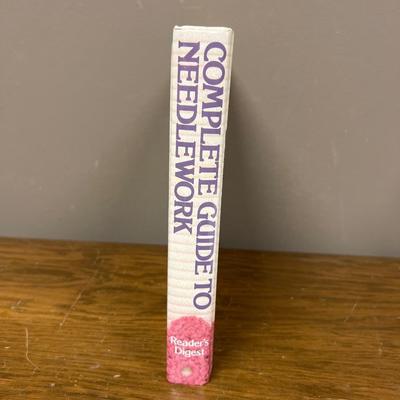 COMPLETE GUIDE TO
NEEDLEWORK
Reader's
Digest